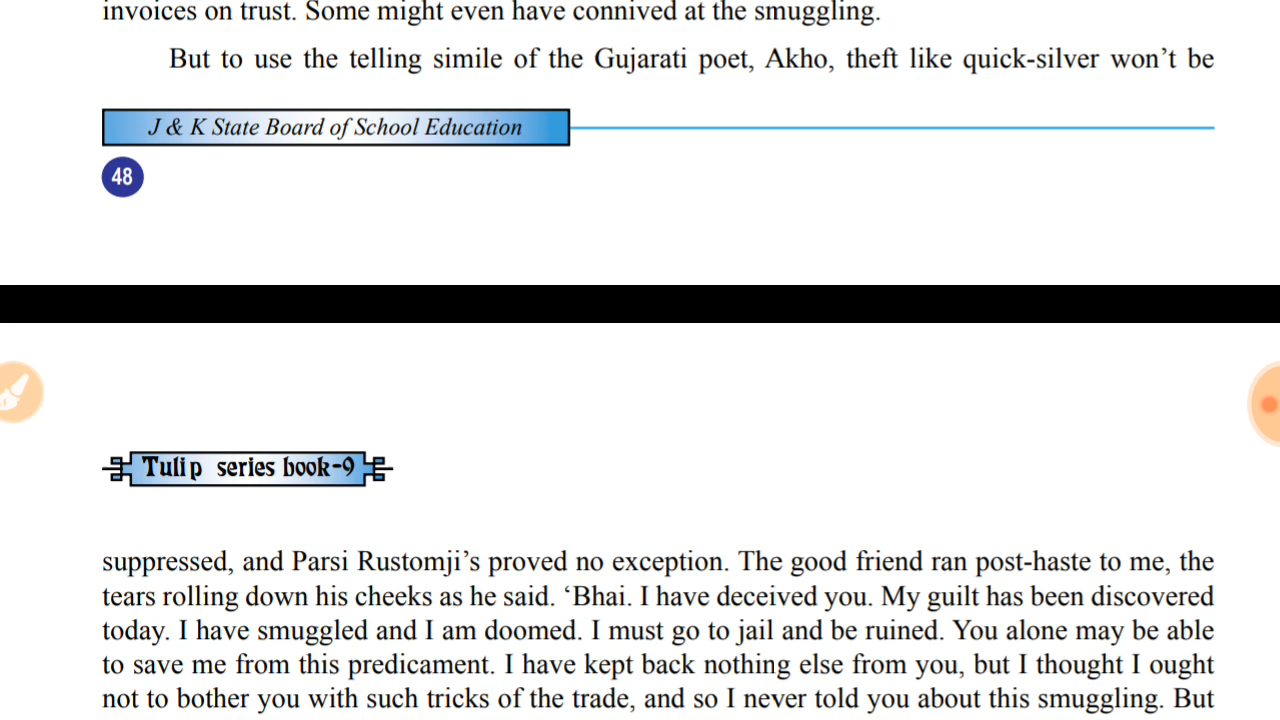 invoices on trust. Some might even have connived at the smuggling.
But to use the telling simile of the Gujarati poet, Akho, theft like quick-silver won’t be
J & K State Board of School Education
48
Tulip series book-9
suppressed, and Parsi Rustomji’s proved no exception. The good friend ran post-haste to me, the
tears rolling down his cheeks as he said. ‘Bhai. I have deceived you. My guilt has been discovered
today. I have smuggled and I am doomed. I must go to jail and be ruined. You alone may be able
to save me from this predicament. I have kept back nothing else from you, but I thought I ought
not to bother you with such tricks of the trade, and so I never told you about this smuggling. But